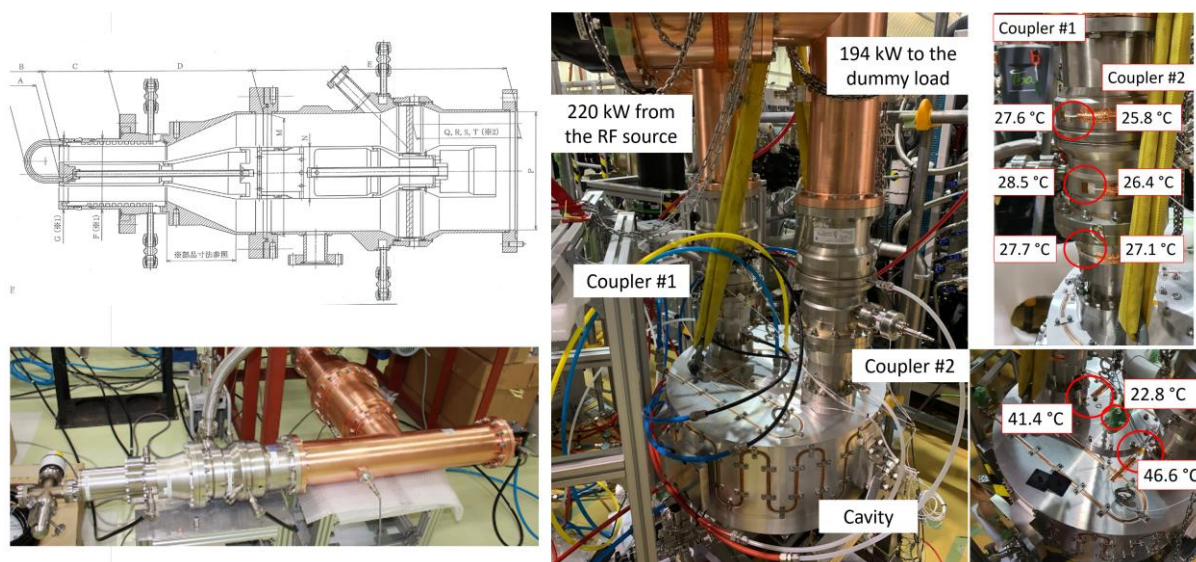 A
B
C
D
E
G (※1)
F (※1)
M
N
Q, R, S, T (※2)
P
※部品寸法参照
220 kW from
the RF source
194 kW to the
dummy load
Coupler #1
Coupler #2
Cavity
Coupler #1
Coupler #2
27.6 °C
25.8 °C
28.5 °C
26.4 °C
27.7 °C
27.1 °C
22.8 °C
41.4 °C
46.6 °C